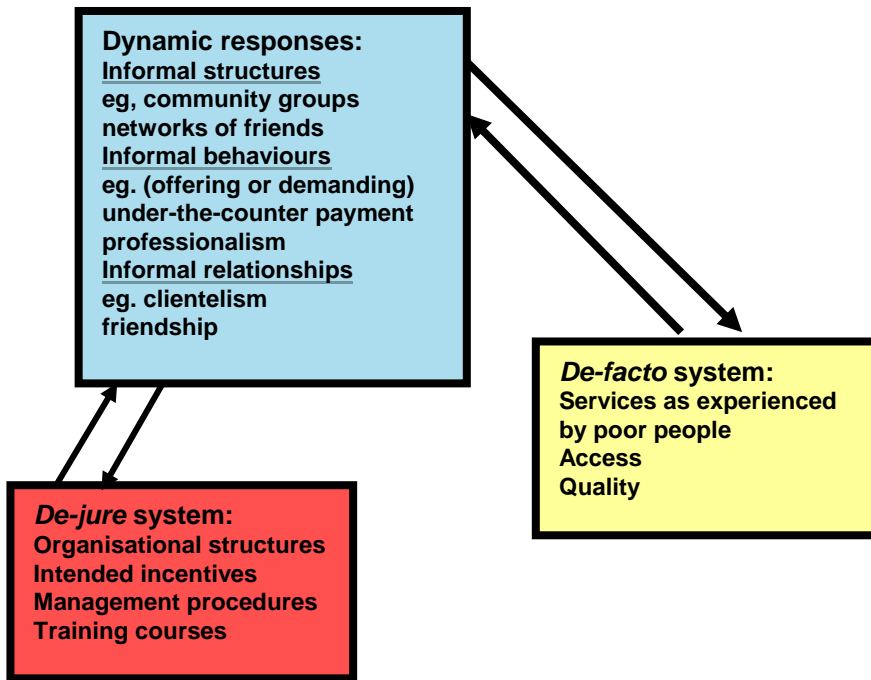 Dynamic responses:
Informal structures
eg, community groups
networks of friends
Informal behaviours
eg. (offering or demanding)
under-the-counter payment
professionalism
Informal relationships
eg. clientelism
friendship
De-facto system:
Services as experienced
by poor people
Access
Quality
De-jure system:
Organisational structures
Intended incentives
Management procedures
Training courses